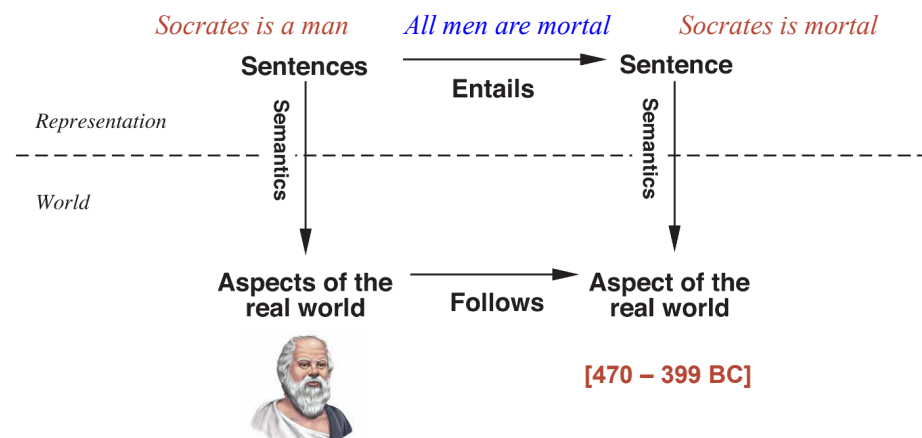 Socrates is a man All men are mortal Socrates is mortal
Sentences Sentence
Entails
Semantics Semantics
Representation
World
Aspects of the Aspect of the
real world real world
Follows
[470 – 399 BC]